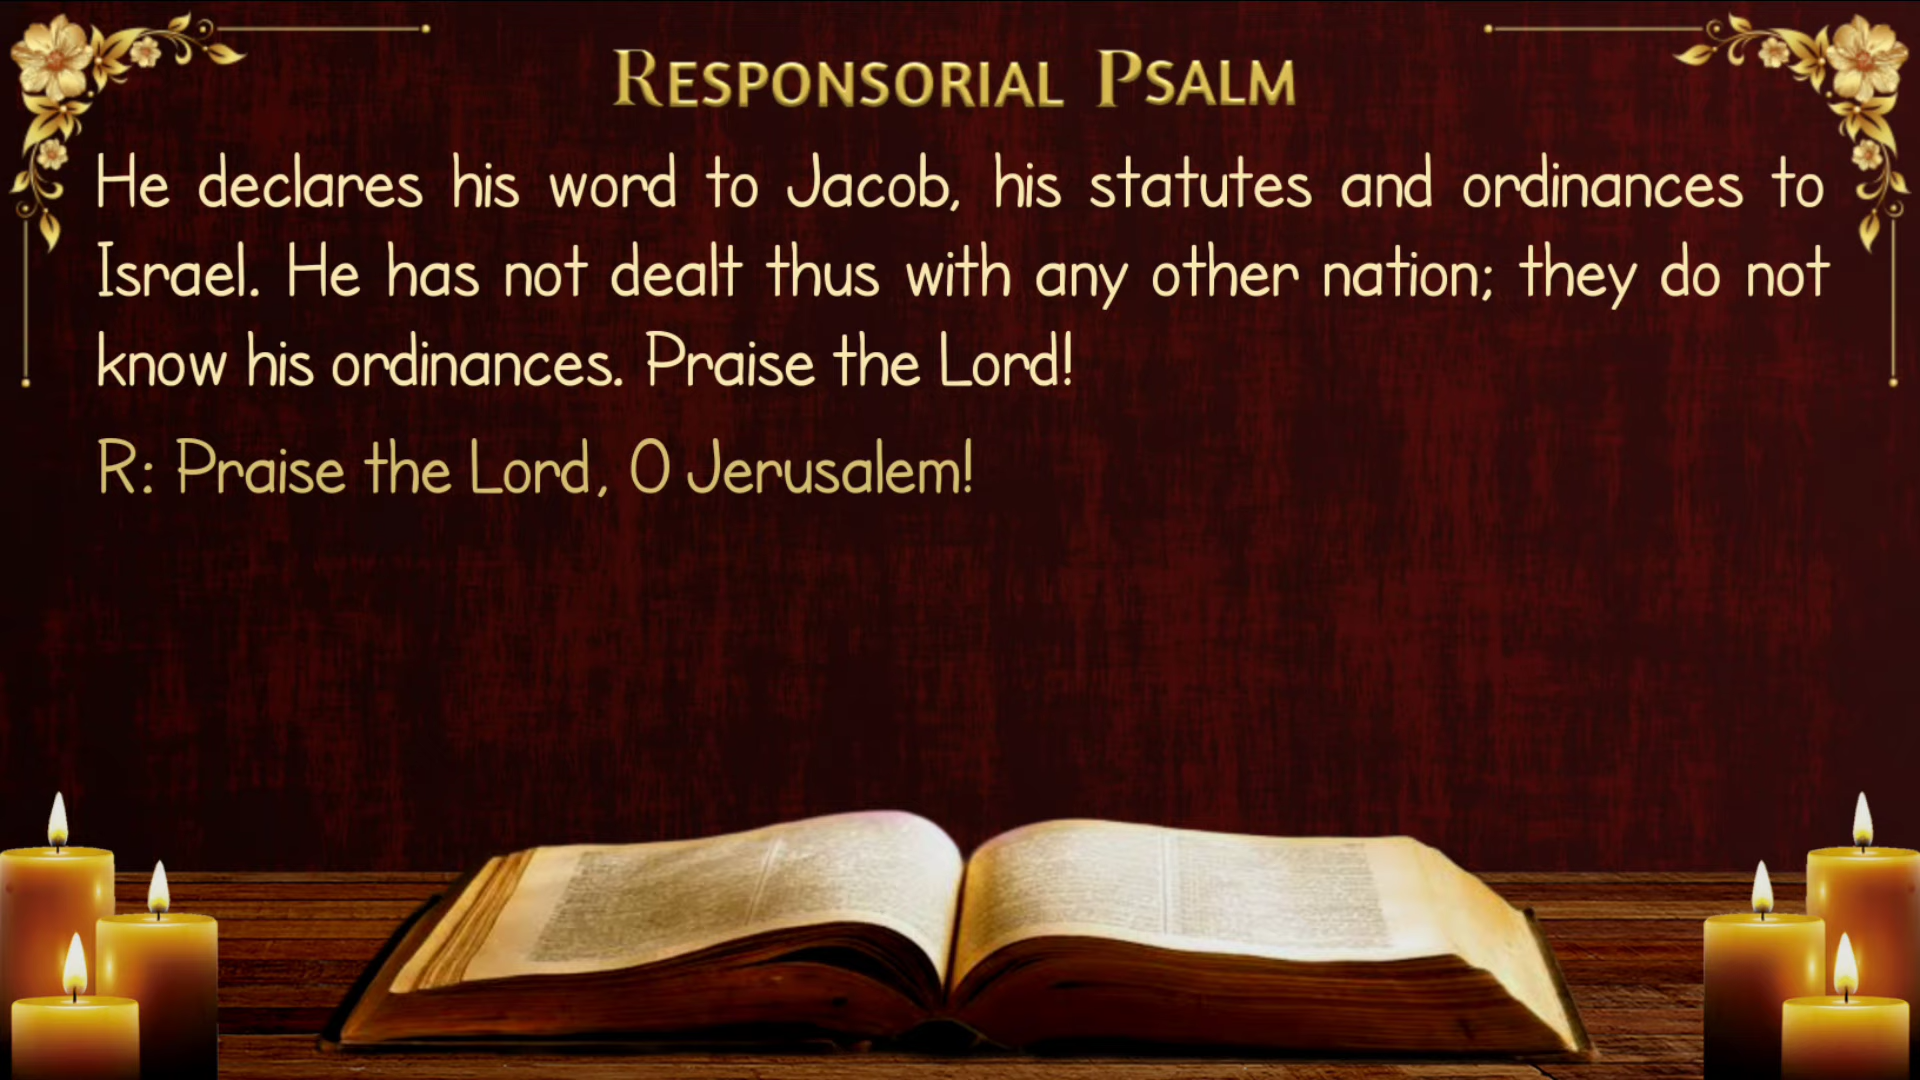 RESPONSORIAL PSALM
He declares his word to Jacob, his statutes and ordinances to
Israel. He has not dealt thus with any other nation; they do not
know his ordinances. Praise the Lord!
R: Praise the Lord, O Jerusalem!